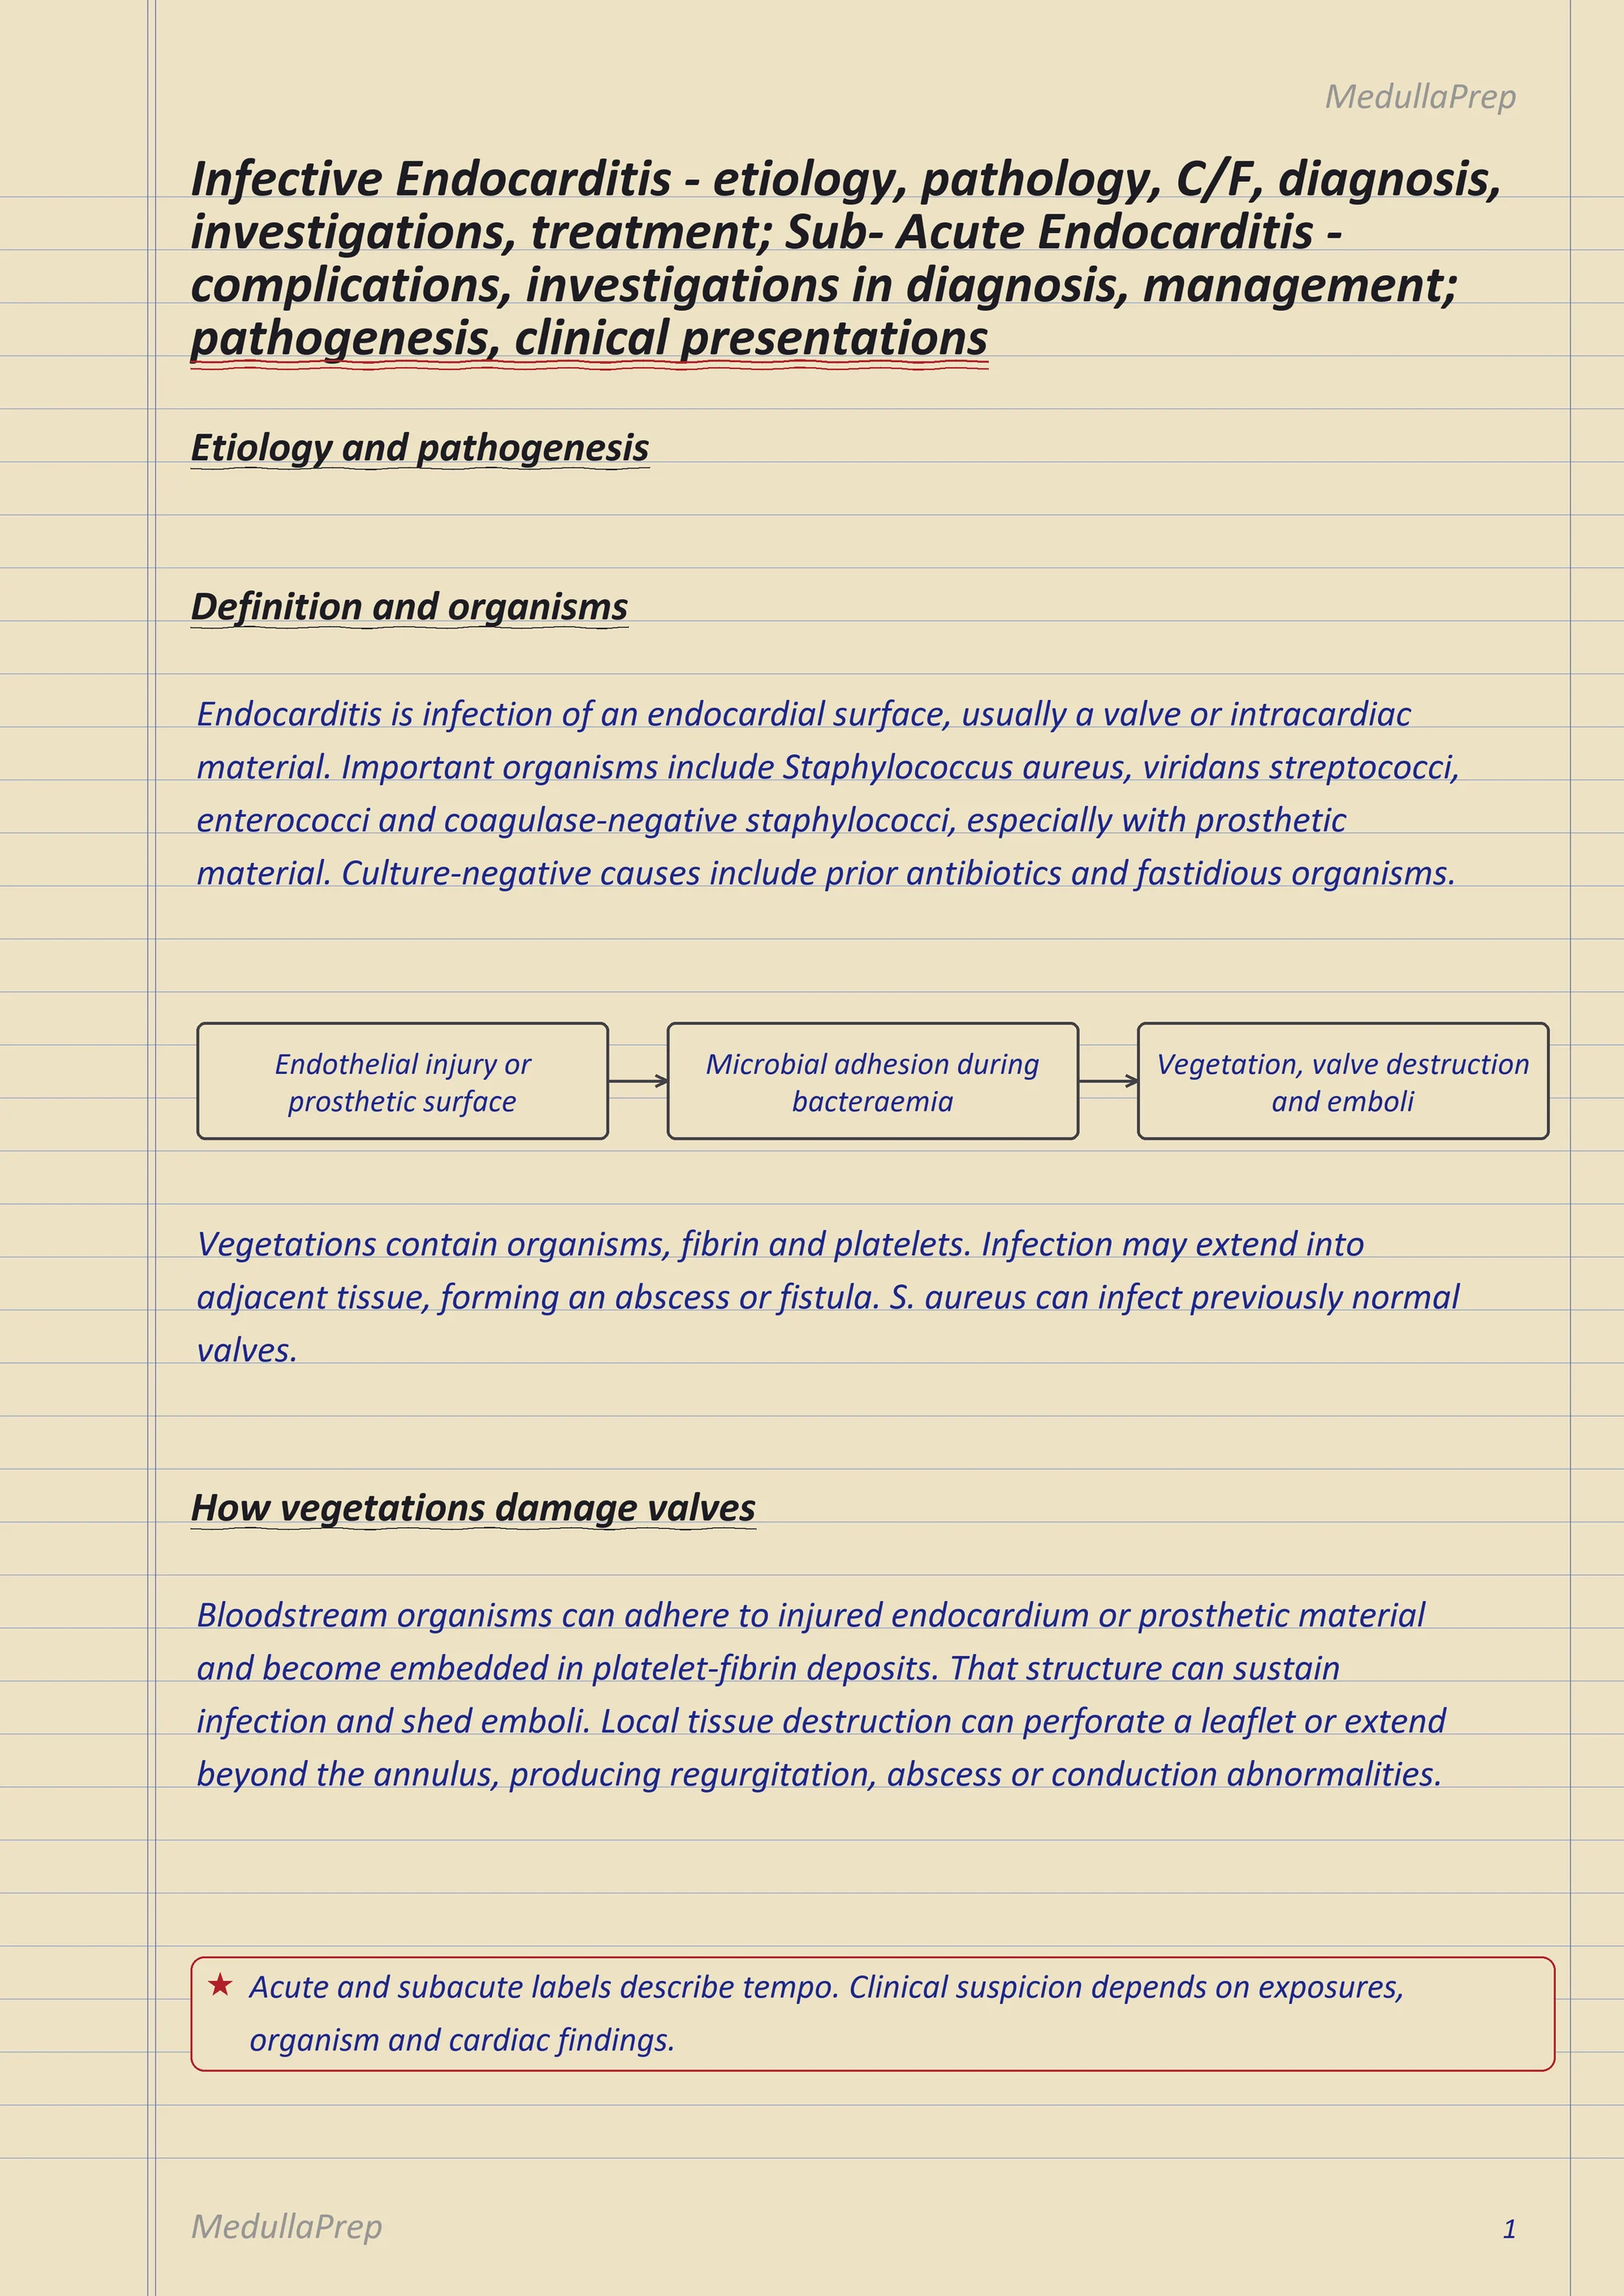 MedullaPrep
Infective Endocarditis - etiology, pathology, C/F, diagnosis,
investigations, treatment; Sub- Acute Endocarditis -
complications, investigations in diagnosis, management;
pathogenesis, clinical presentations
Etiology and pathogenesis
Definition and organisms
Endocarditis is infection of an endocardial surface, usually a valve or intracardiac
material. Important organisms include Staphylococcus aureus, viridans streptococci,
enterococci and coagulase-negative staphylococci, especially with prosthetic
material. Culture-negative causes include prior antibiotics and fastidious organisms.
Endothelial injury or
prosthetic surface
Microbial adhesion during
bacteraemia
Vegetation, valve destruction
and emboli
Vegetations contain organisms, fibrin and platelets. Infection may extend into
adjacent tissue, forming an abscess or fistula. S. aureus can infect previously normal
valves.
How vegetations damage valves
Bloodstream organisms can adhere to injured endocardium or prosthetic material
and become embedded in platelet-fibrin deposits. That structure can sustain
infection and shed emboli. Local tissue destruction can perforate a leaflet or extend
beyond the annulus, producing regurgitation, abscess or conduction abnormalities.
★ Acute and subacute labels describe tempo. Clinical suspicion depends on exposures,
organism and cardiac findings.
MedullaPrep
1